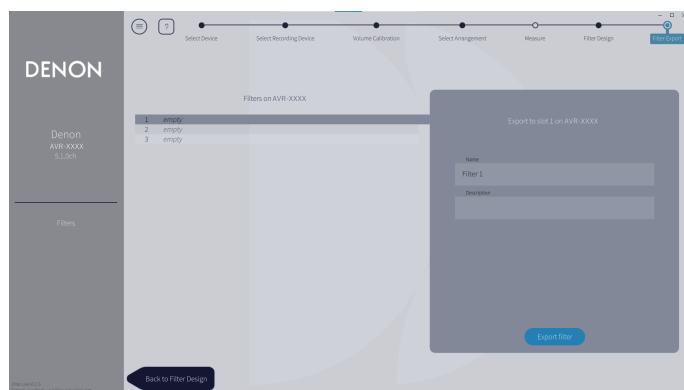 ?
Select Device
Select Recording Device
Volume Calibration
Select Arrangement
Measure
Filter Design
Filter Export
DENON
Denon
AVR-XXXX
5.1.0ch
Filters
Filters on AVR-XXXX
1 empty
2 empty
3 empty
Export to slot 1 on AVR-XXXX
Name
Filter 1
Description
Export filter
Back to Filter Design